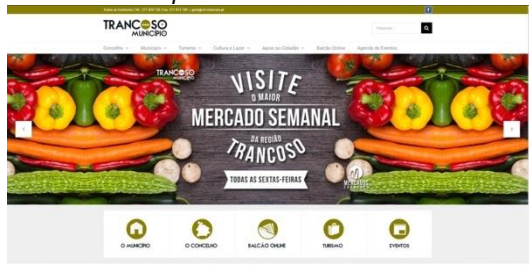 TRANCOSO
MUNICÍPIO
Concelho Município Turismo Cultura e Lazer Apoio ao Cidadão Balcão Online Agenda de Eventos
TRANCOSO
MUNICÍPIO
VISITE
O MAIOR
MERCADO SEMANAL
DA REGIÃO
TRANCOSO
TODAS AS SEXTAS-FEIRAS
O MUNICÍPIO O CONCELHO BALCÃO ONLINE TURISMO EVENTOS